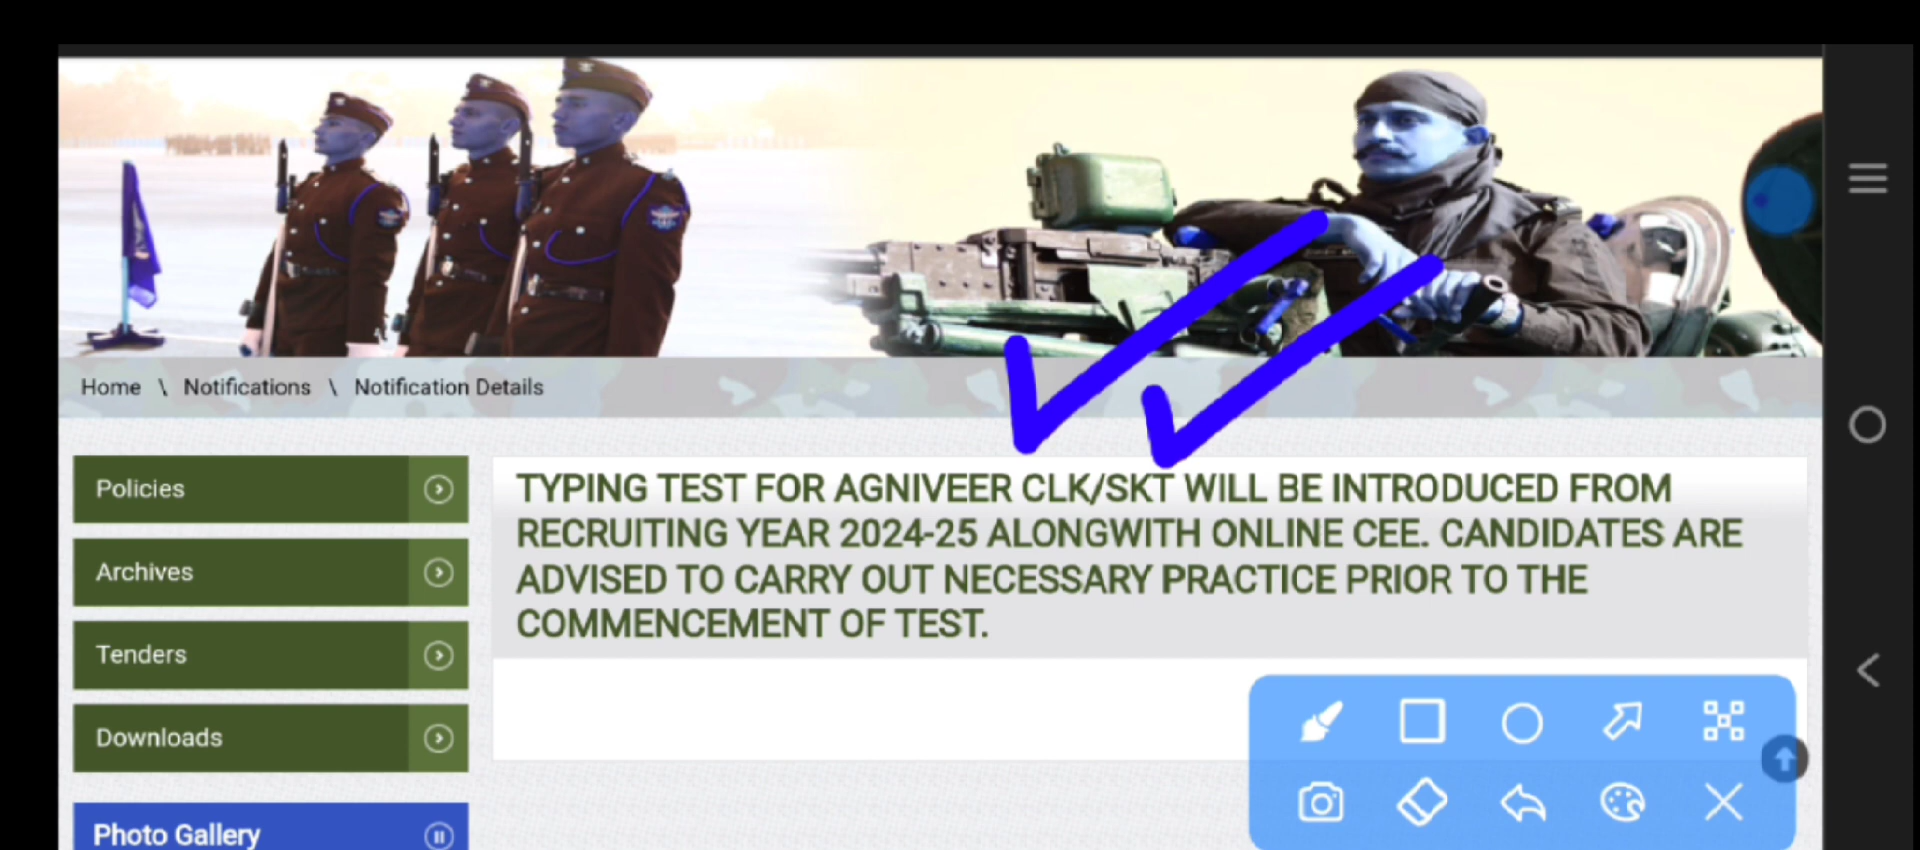 Home \ Notifications \ Notification Details
Policies
Archives
Tenders
Downloads
Photo Gallery
TYPING TEST FOR AGNIVEER CLK/SKT WILL BE INTRODUCED FROM
RECRUITING YEAR 2024-25 ALONGWITH ONLINE CEE. CANDIDATES ARE
ADVISED TO CARRY OUT NECESSARY PRACTICE PRIOR TO THE
COMMENCEMENT OF TEST.